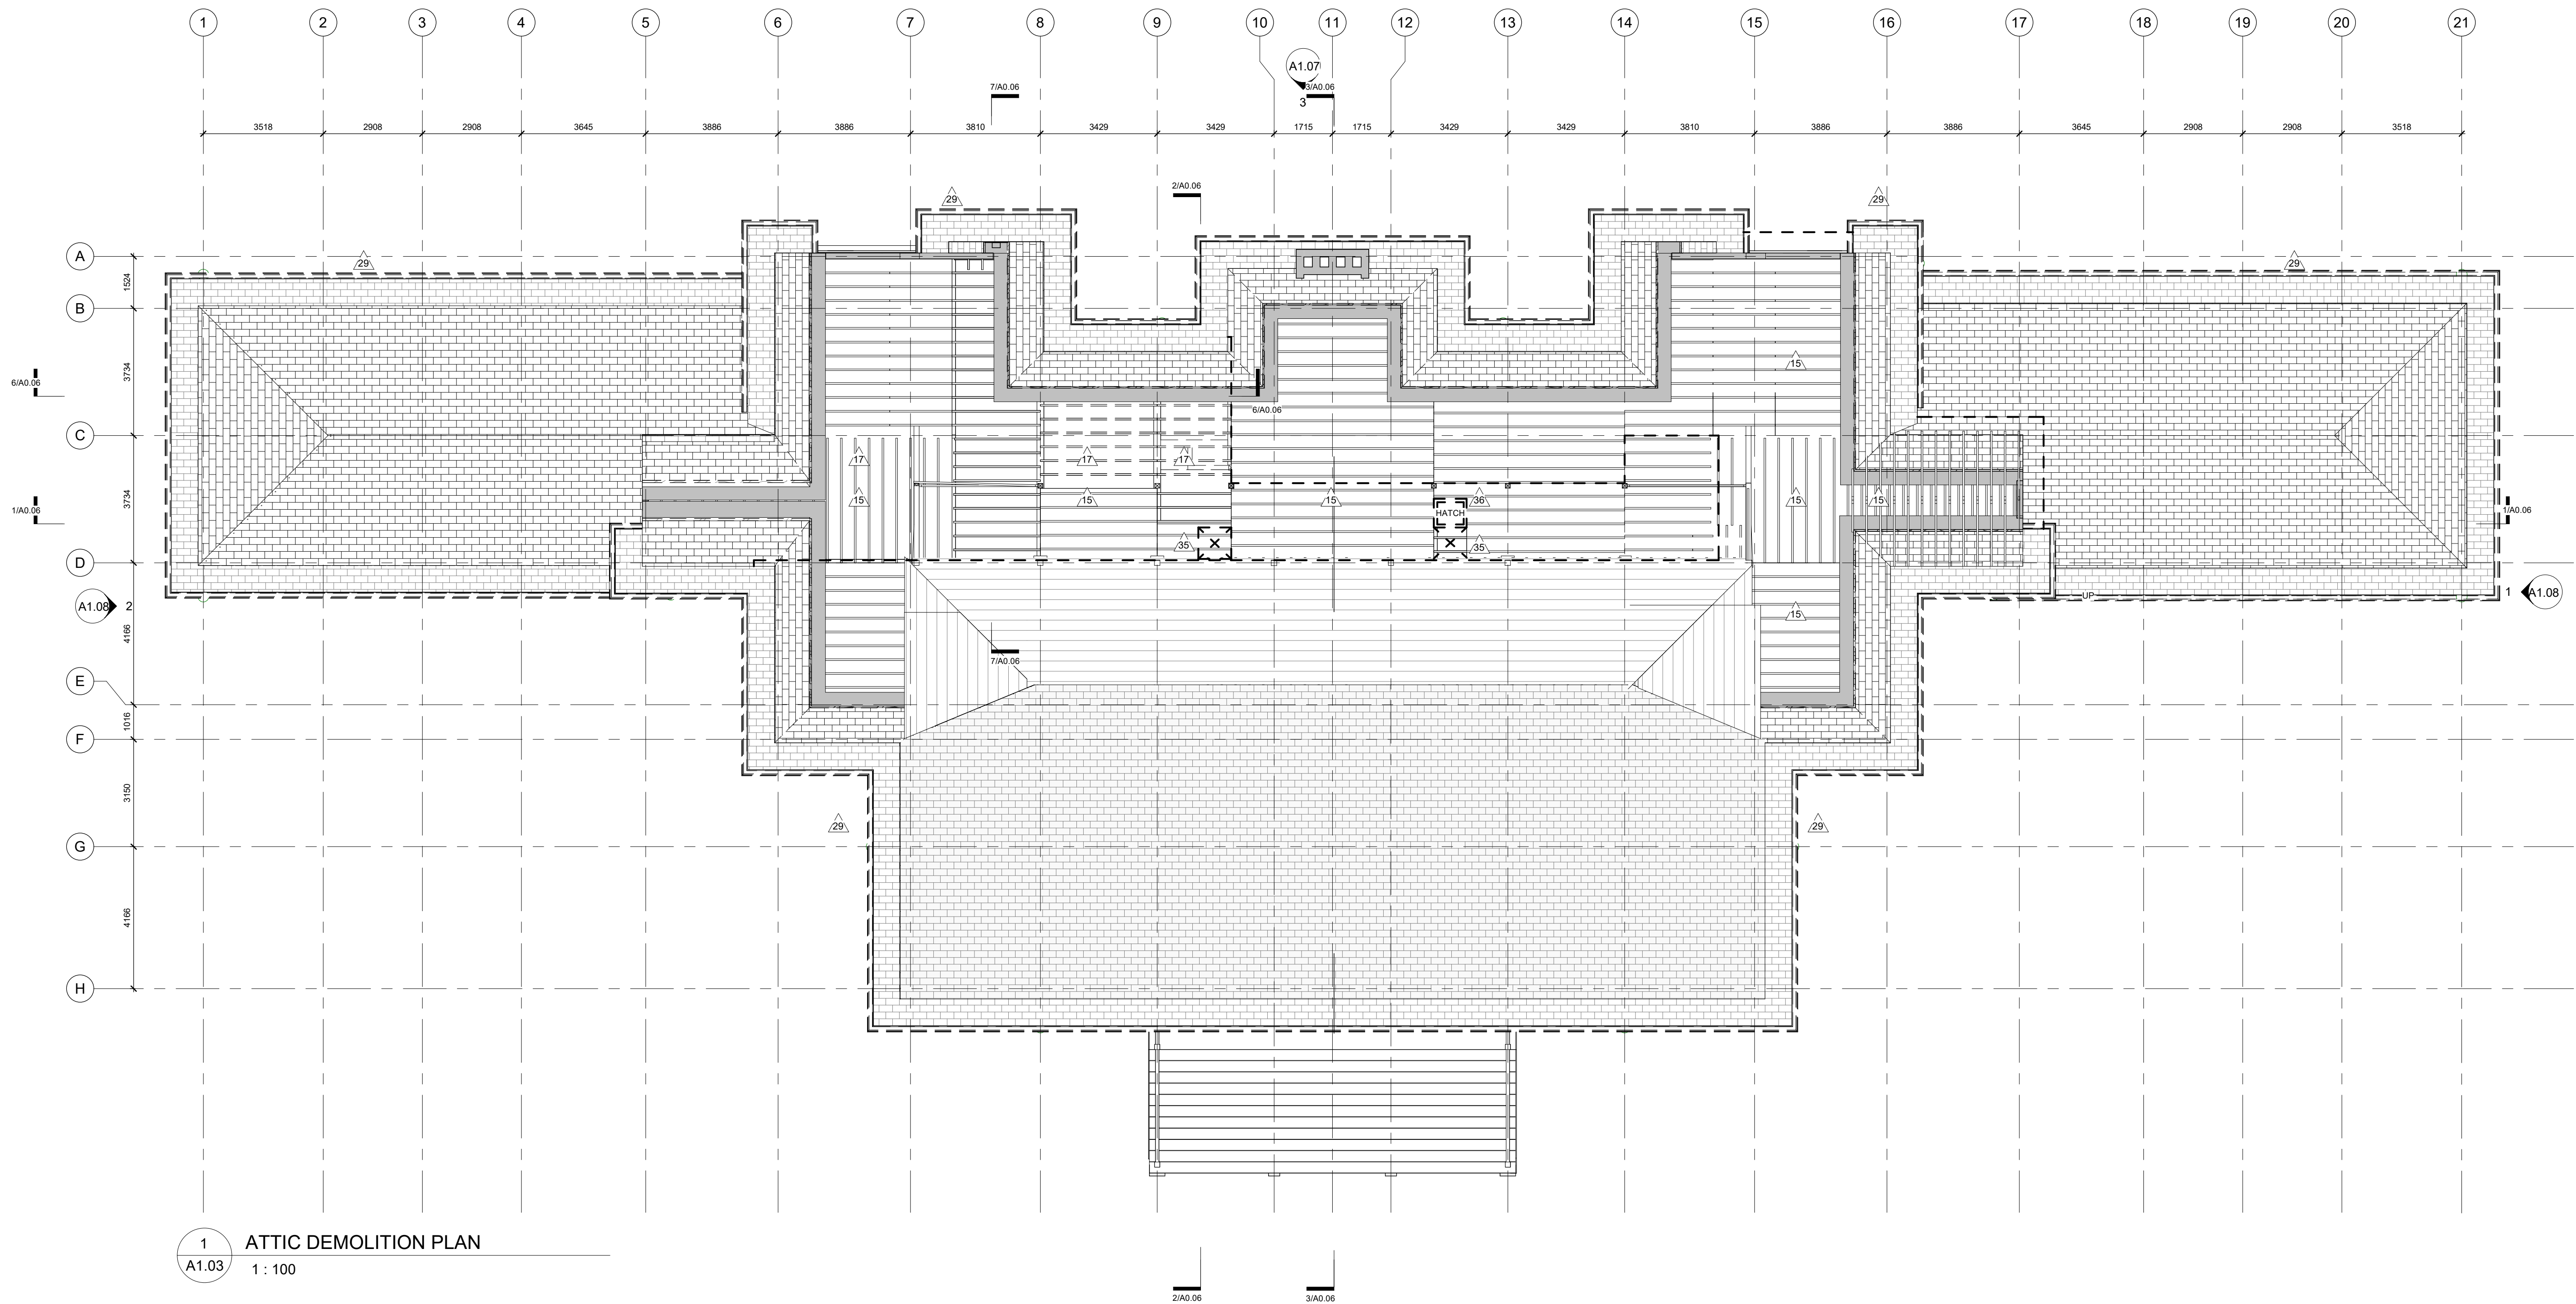 1 2 3 4 5 6 7 8 9 10 11 12 13 14 15 16 17 18 19 20 21
A1.07
7/A0.06 3/A0.06
3
3518 2908 2908 3645 3886 3886 3810 3429 3429 1715 1715 3429 3429 3810 3886 3886 3645 2908 2908 3518
2/A0.06
29 29
A
29 29
1524
B
15
3734
6/A0.06
6/A0.06
C
17 17 17
3734
15 15 15 36 15 15
1/A0.06 1/A0.06
HATCH
35 35
D
A1.08 2 UP 1 A1.08
15
4166
7/A0.06
E
1016
F
3150
29 29
G
4166
H
1 ATTIC DEMOLITION PLAN
A1.03 1 : 100
2/A0.06 3/A0.06